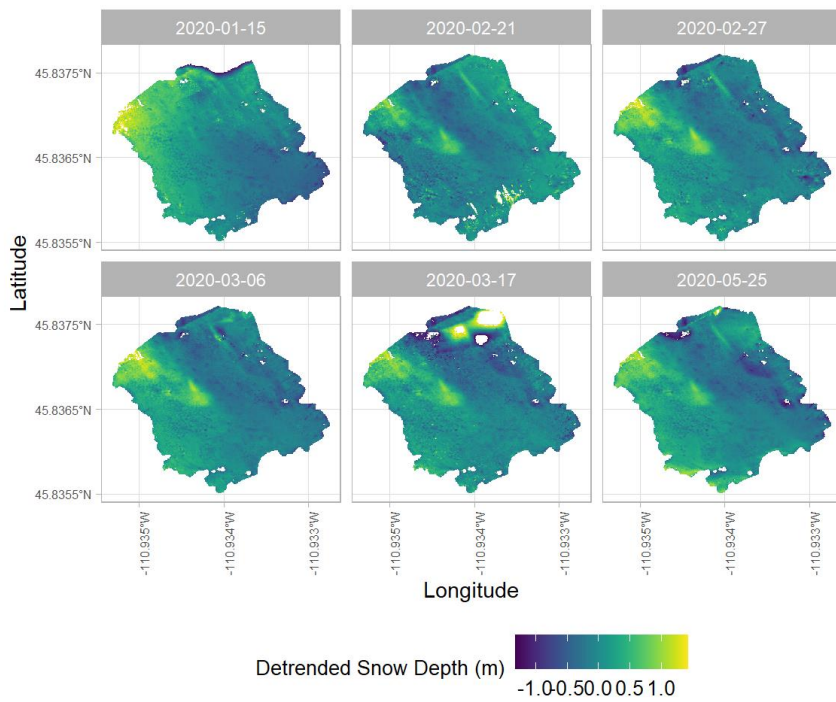 2020-01-15 2020-02-21 2020-02-27
45.8375°N
45.8365°N
45.8355°N
2020-03-06 2020-03-17 2020-05-25
45.8375°N
45.8365°N
45.8355°N
Latitude
-110.935°W -110.934°W -110.933°W -110.935°W -110.934°W -110.933°W -110.935°W -110.934°W -110.933°W
Longitude
Detrended Snow Depth (m)
-1.0 -0.5 0.0 0.5 1.0